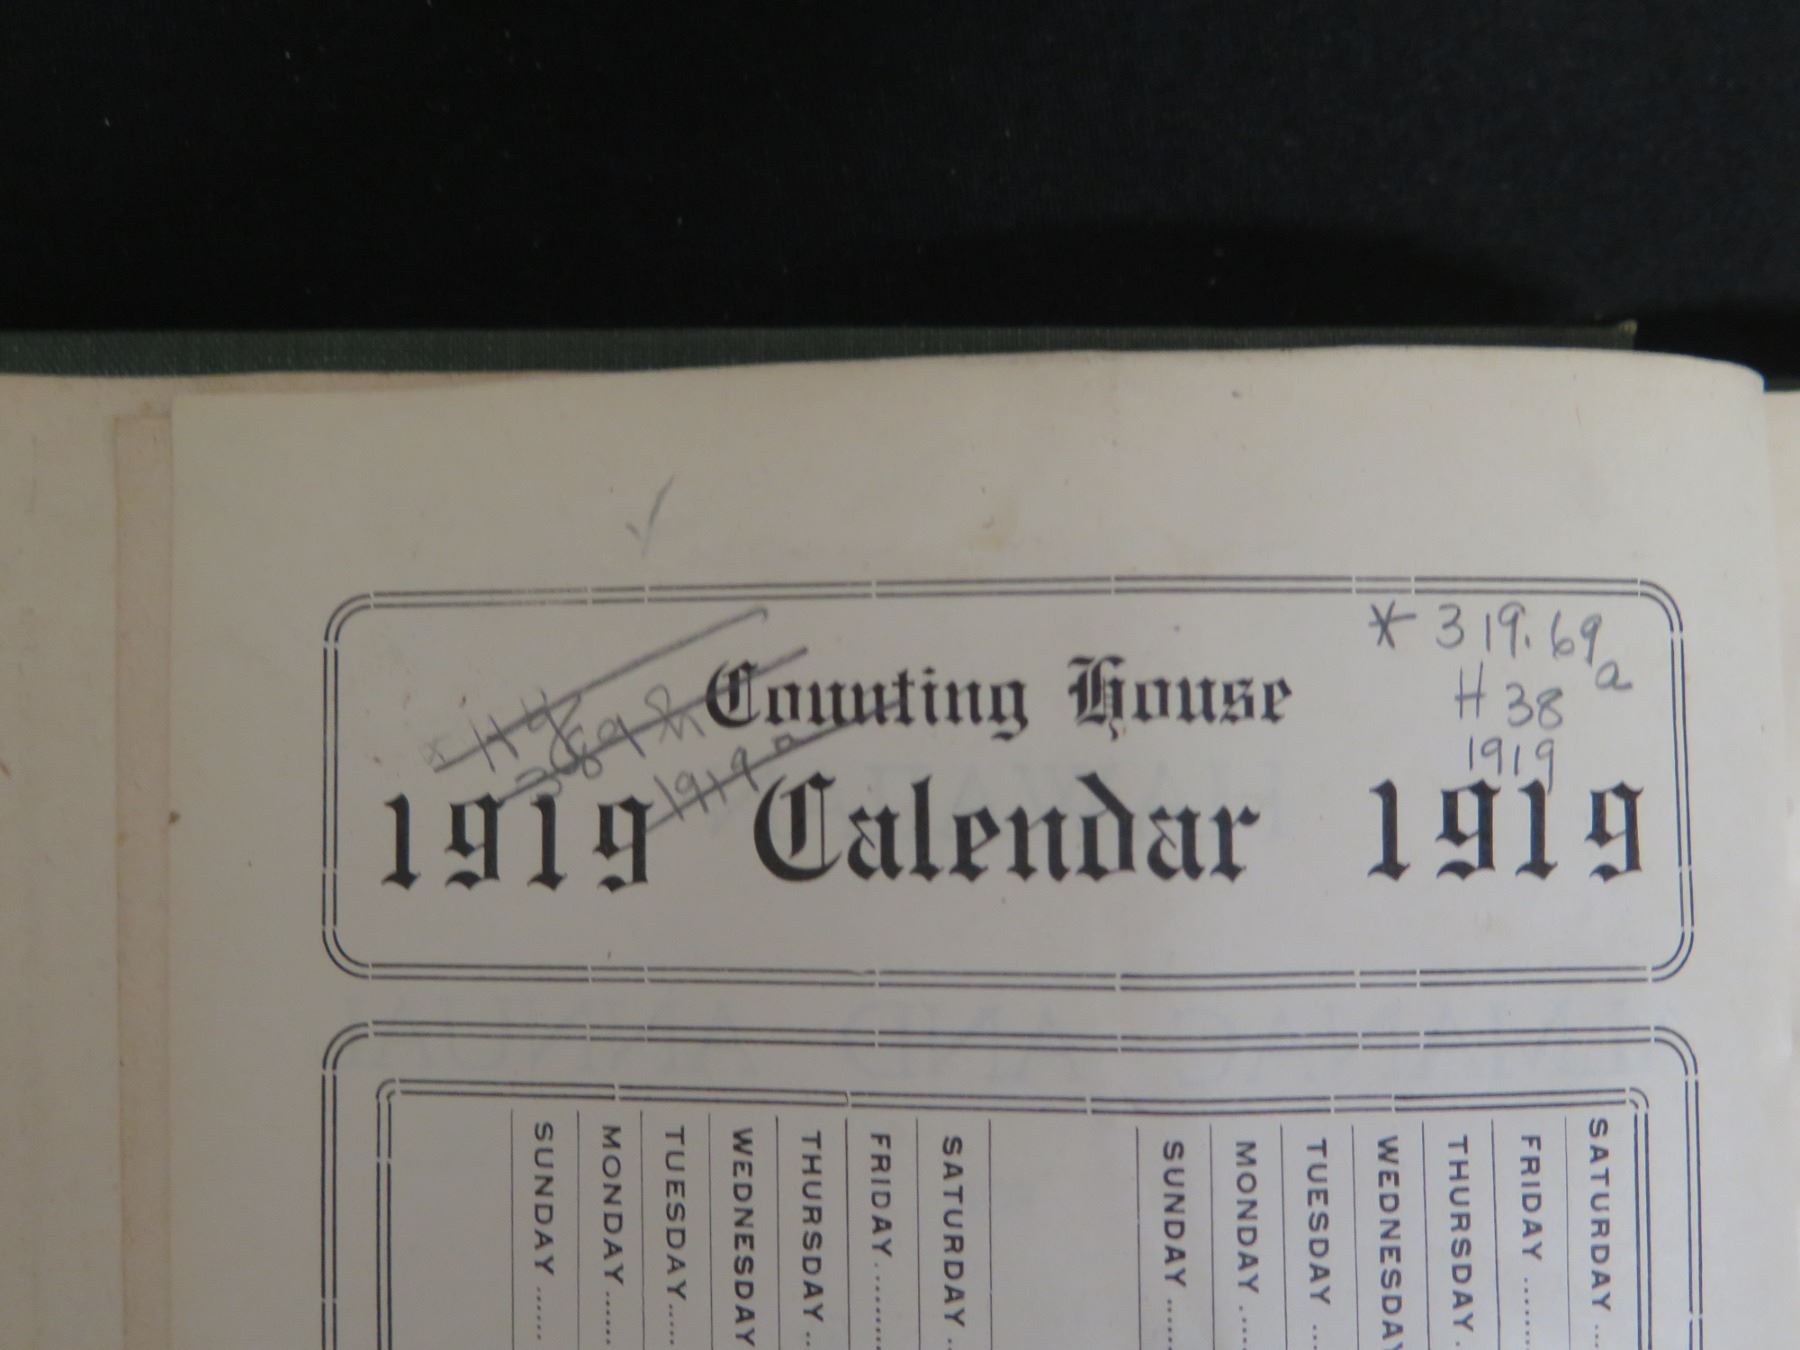 ✓
* 319.69a
H38
1919
Counting House
1919 Calendar 1919
1919a
SUNDAY ......
MONDAY ......
TUESDAY .....
WEDNESDAY
THURSDAY ..
FRIDAY ..........
SATURDAY ..
SUNDAY ......
MONDAY ....
TUESDAY ...
WEDNESDAY
THURSDAY .
FRIDAY ........
SATURDAY ...